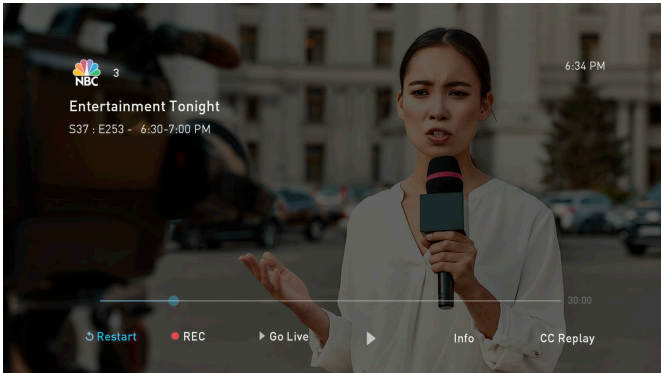 NBC
3
6:34 PM
Entertainment Tonight
S37 : E253 - 6:30-7:00 PM
30:00
Restart
REC
Go Live
Info
CC Replay